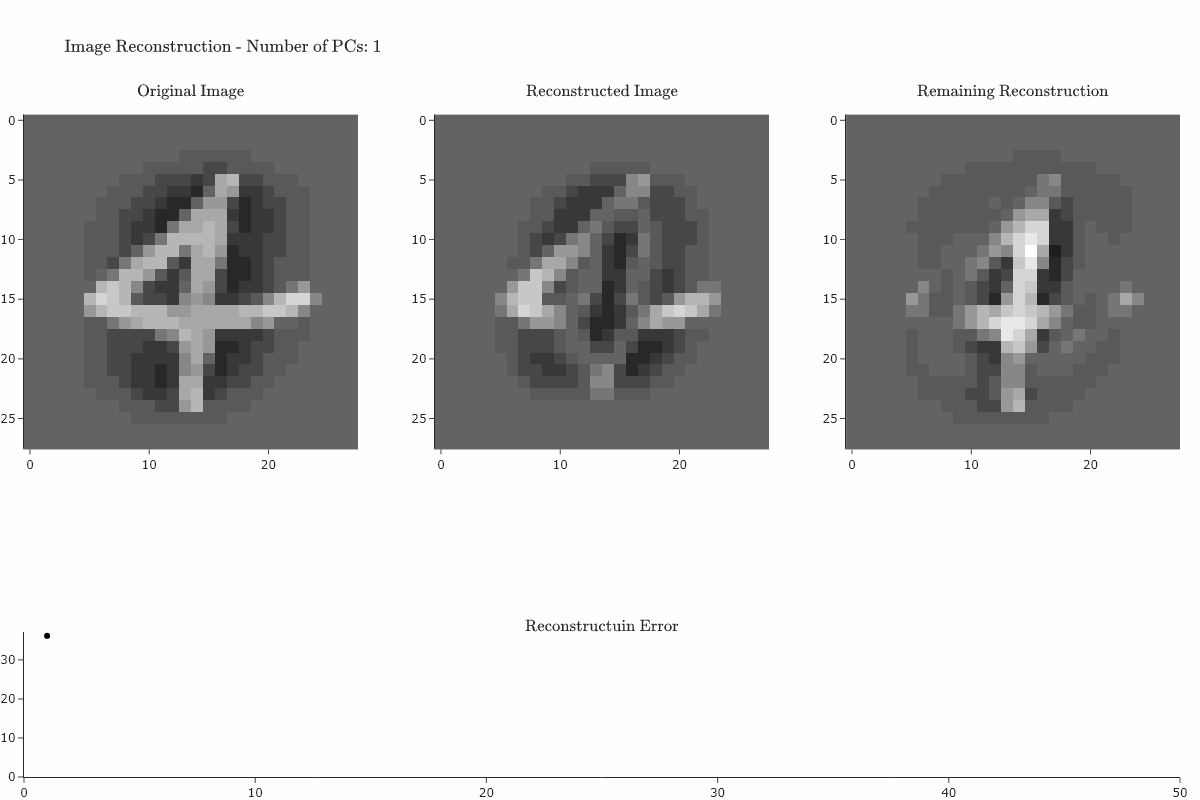 Image Reconstruction - Number of PCs: 1
Original Image
Reconstructed Image
Remaining Reconstruction
0
5
10
15
20
25
0 10 20
0
5
10
15
20
25
0 10 20
0
5
10
15
20
25
0 10 20
Reconstructuin Error
30
20
10
0
0 10 20 30 40 50